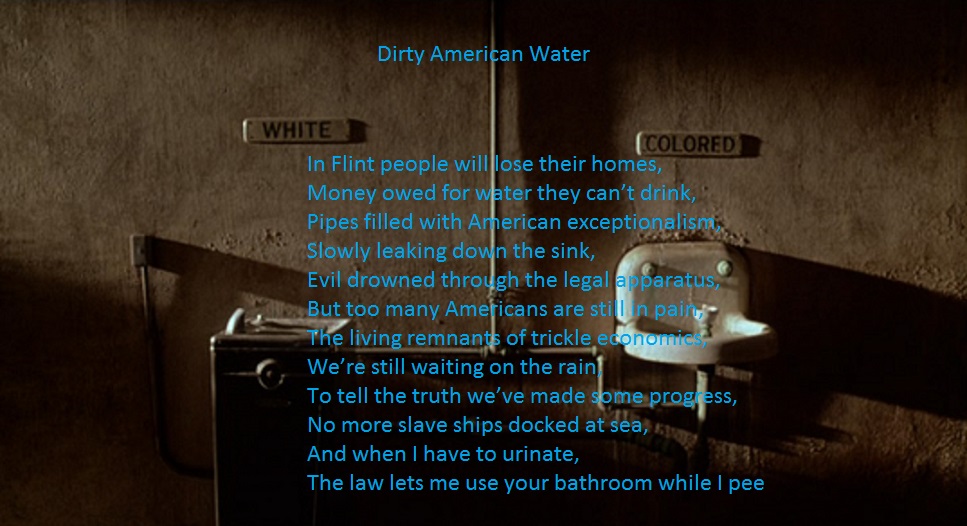 Dirty American Water
WHITE
COLORED
In Flint people will lose their homes,
Money owed for water they can’t drink,
Pipes filled with American exceptionalism,
Slowly leaking down the sink,
Evil drowned through the legal apparatus,
But too many Americans are still in pain,
The living remnants of trickle economics,
We’re still waiting on the rain,
To tell the truth we’ve made some progress,
No more slave ships docked at sea,
And when I have to urinate,
The law lets me use your bathroom while I pee